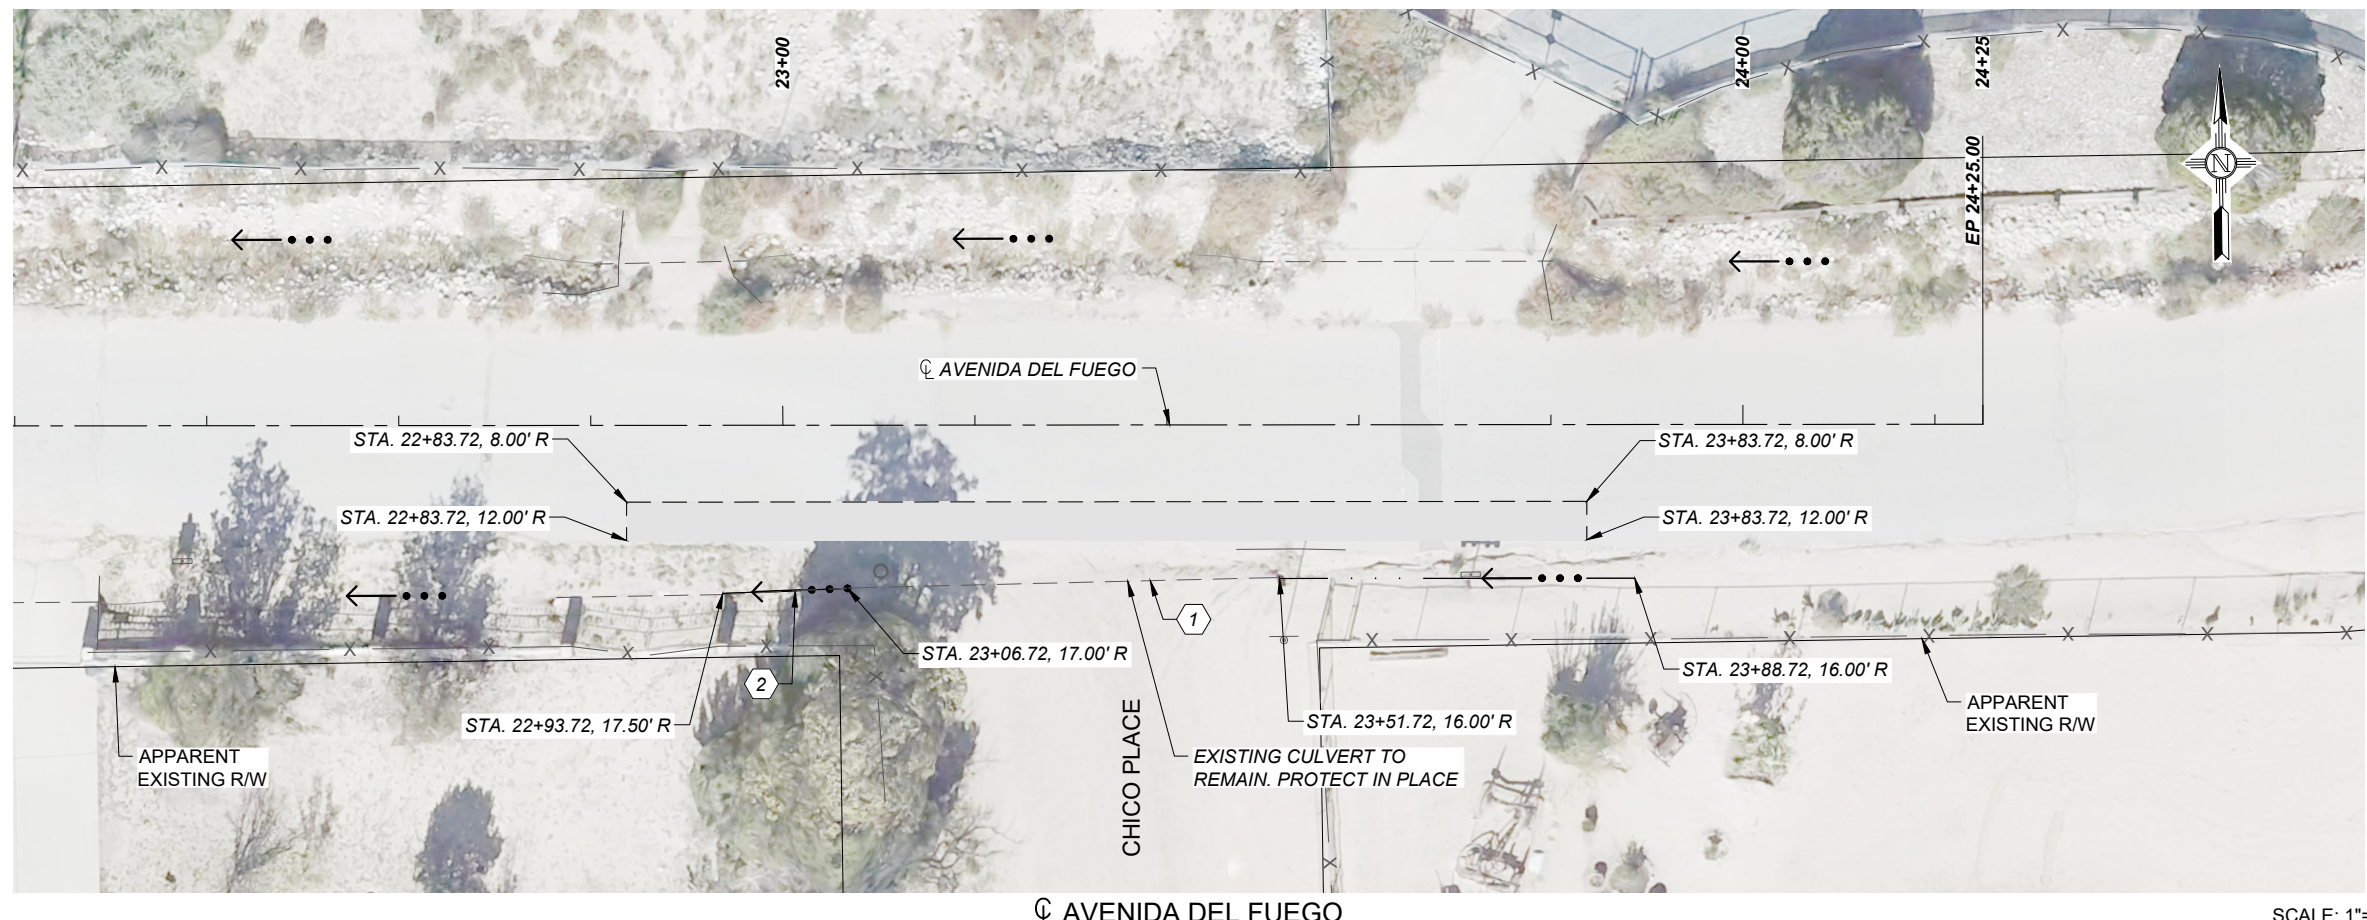 23+00
24+00
24+25
EP 24+25.00
N
℄ AVENIDA DEL FUEGO
STA. 22+83.72, 8.00' R
STA. 23+83.72, 8.00' R
STA. 22+83.72, 12.00' R
STA. 23+83.72, 12.00' R
1
2
STA. 23+06.72, 17.00' R
STA. 23+88.72, 16.00' R
STA. 22+93.72, 17.50' R
STA. 23+51.72, 16.00' R
APPARENT
EXISTING R/W
APPARENT
EXISTING R/W
CHICO PLACE
EXISTING CULVERT TO
REMAIN. PROTECT IN PLACE
℄ AVENIDA DEL FUEGO
SCALE: 1"=